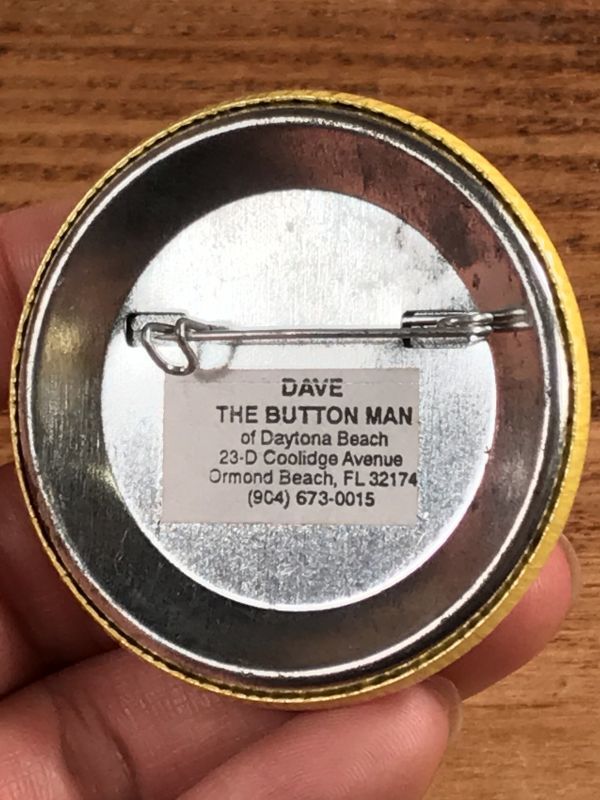 DAVE
THE BUTTON MAN
of Daytona Beach
23-D Coolidge Avenue
Ormond Beach, FL 32174
(904) 673-0015